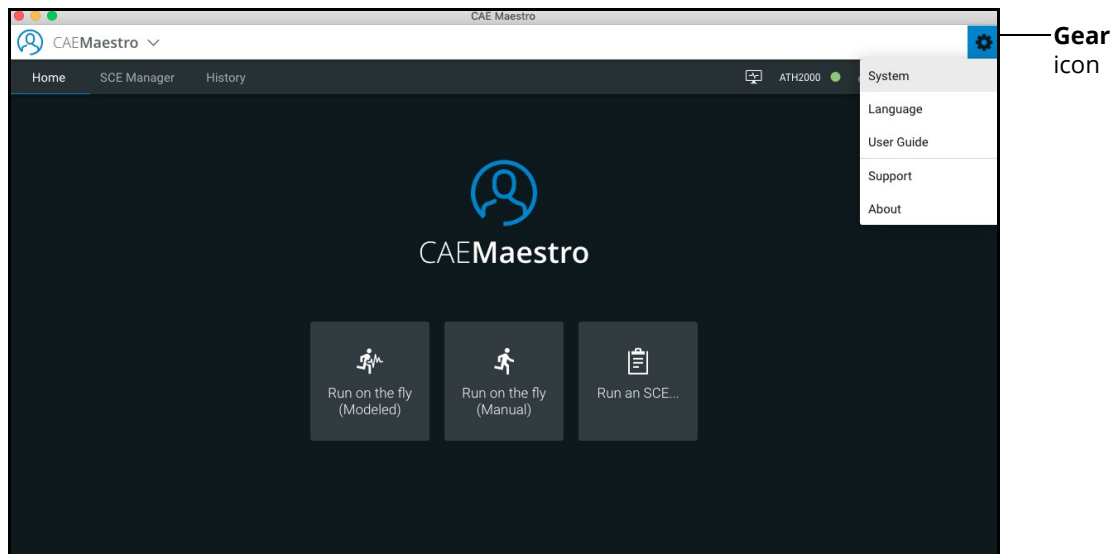 CAE Maestro
CAEMaestro
Gear
icon
Home SCE Manager History ATH2000
System
Language
User Guide
Support
About
CAEMaestro
Run on the fly
(Modeled)
Run on the fly
(Manual)
Run an SCE...